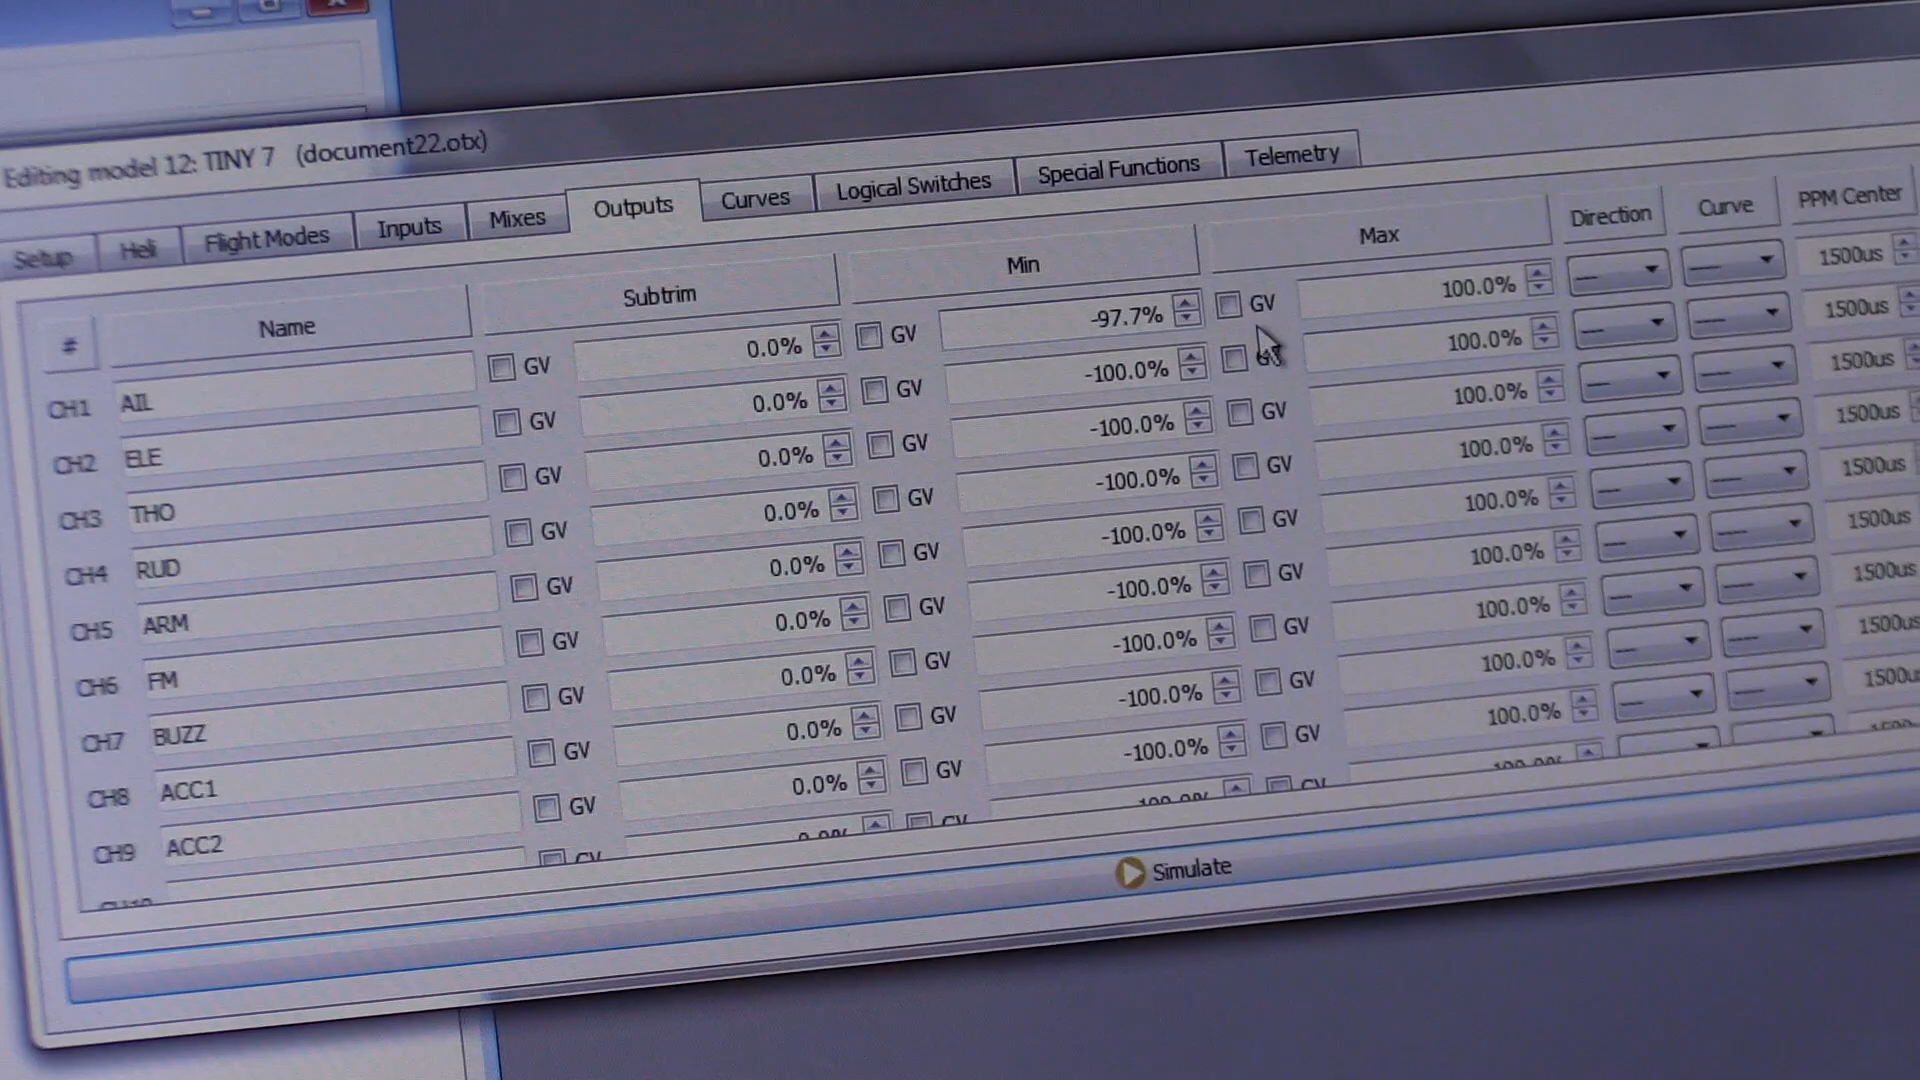 Editing model 12: TINY 7 (document22.otx)
Setup Heli Flight Modes Inputs Mixes Outputs Curves Logical Switches Special Functions Telemetry
# Name Subtrim Min Max Direction Curve PPM Center
CH1 AIL GV 0.0% GV -97.7% GV 100.0% --- --- 1500us
CH2 ELE GV 0.0% GV -100.0% 100.0% --- --- 1500us
CH3 THO GV 0.0% GV -100.0% GV 100.0% --- --- 1500us
CH4 RUD GV 0.0% GV -100.0% GV 100.0% --- --- 1500us
CH5 ARM GV 0.0% GV -100.0% GV 100.0% --- --- 1500us
CH6 FM GV 0.0% GV -100.0% GV 100.0% --- --- 1500us
CH7 BUZZ GV 0.0% GV -100.0% GV 100.0% --- --- 1500us
CH8 ACC1 GV 0.0% GV -100.0% GV 100.0% --- --- 1500us
CH9 ACC2 GV 0.0% GV -100.0% GV 100.0% --- --- 1500us
Simulate